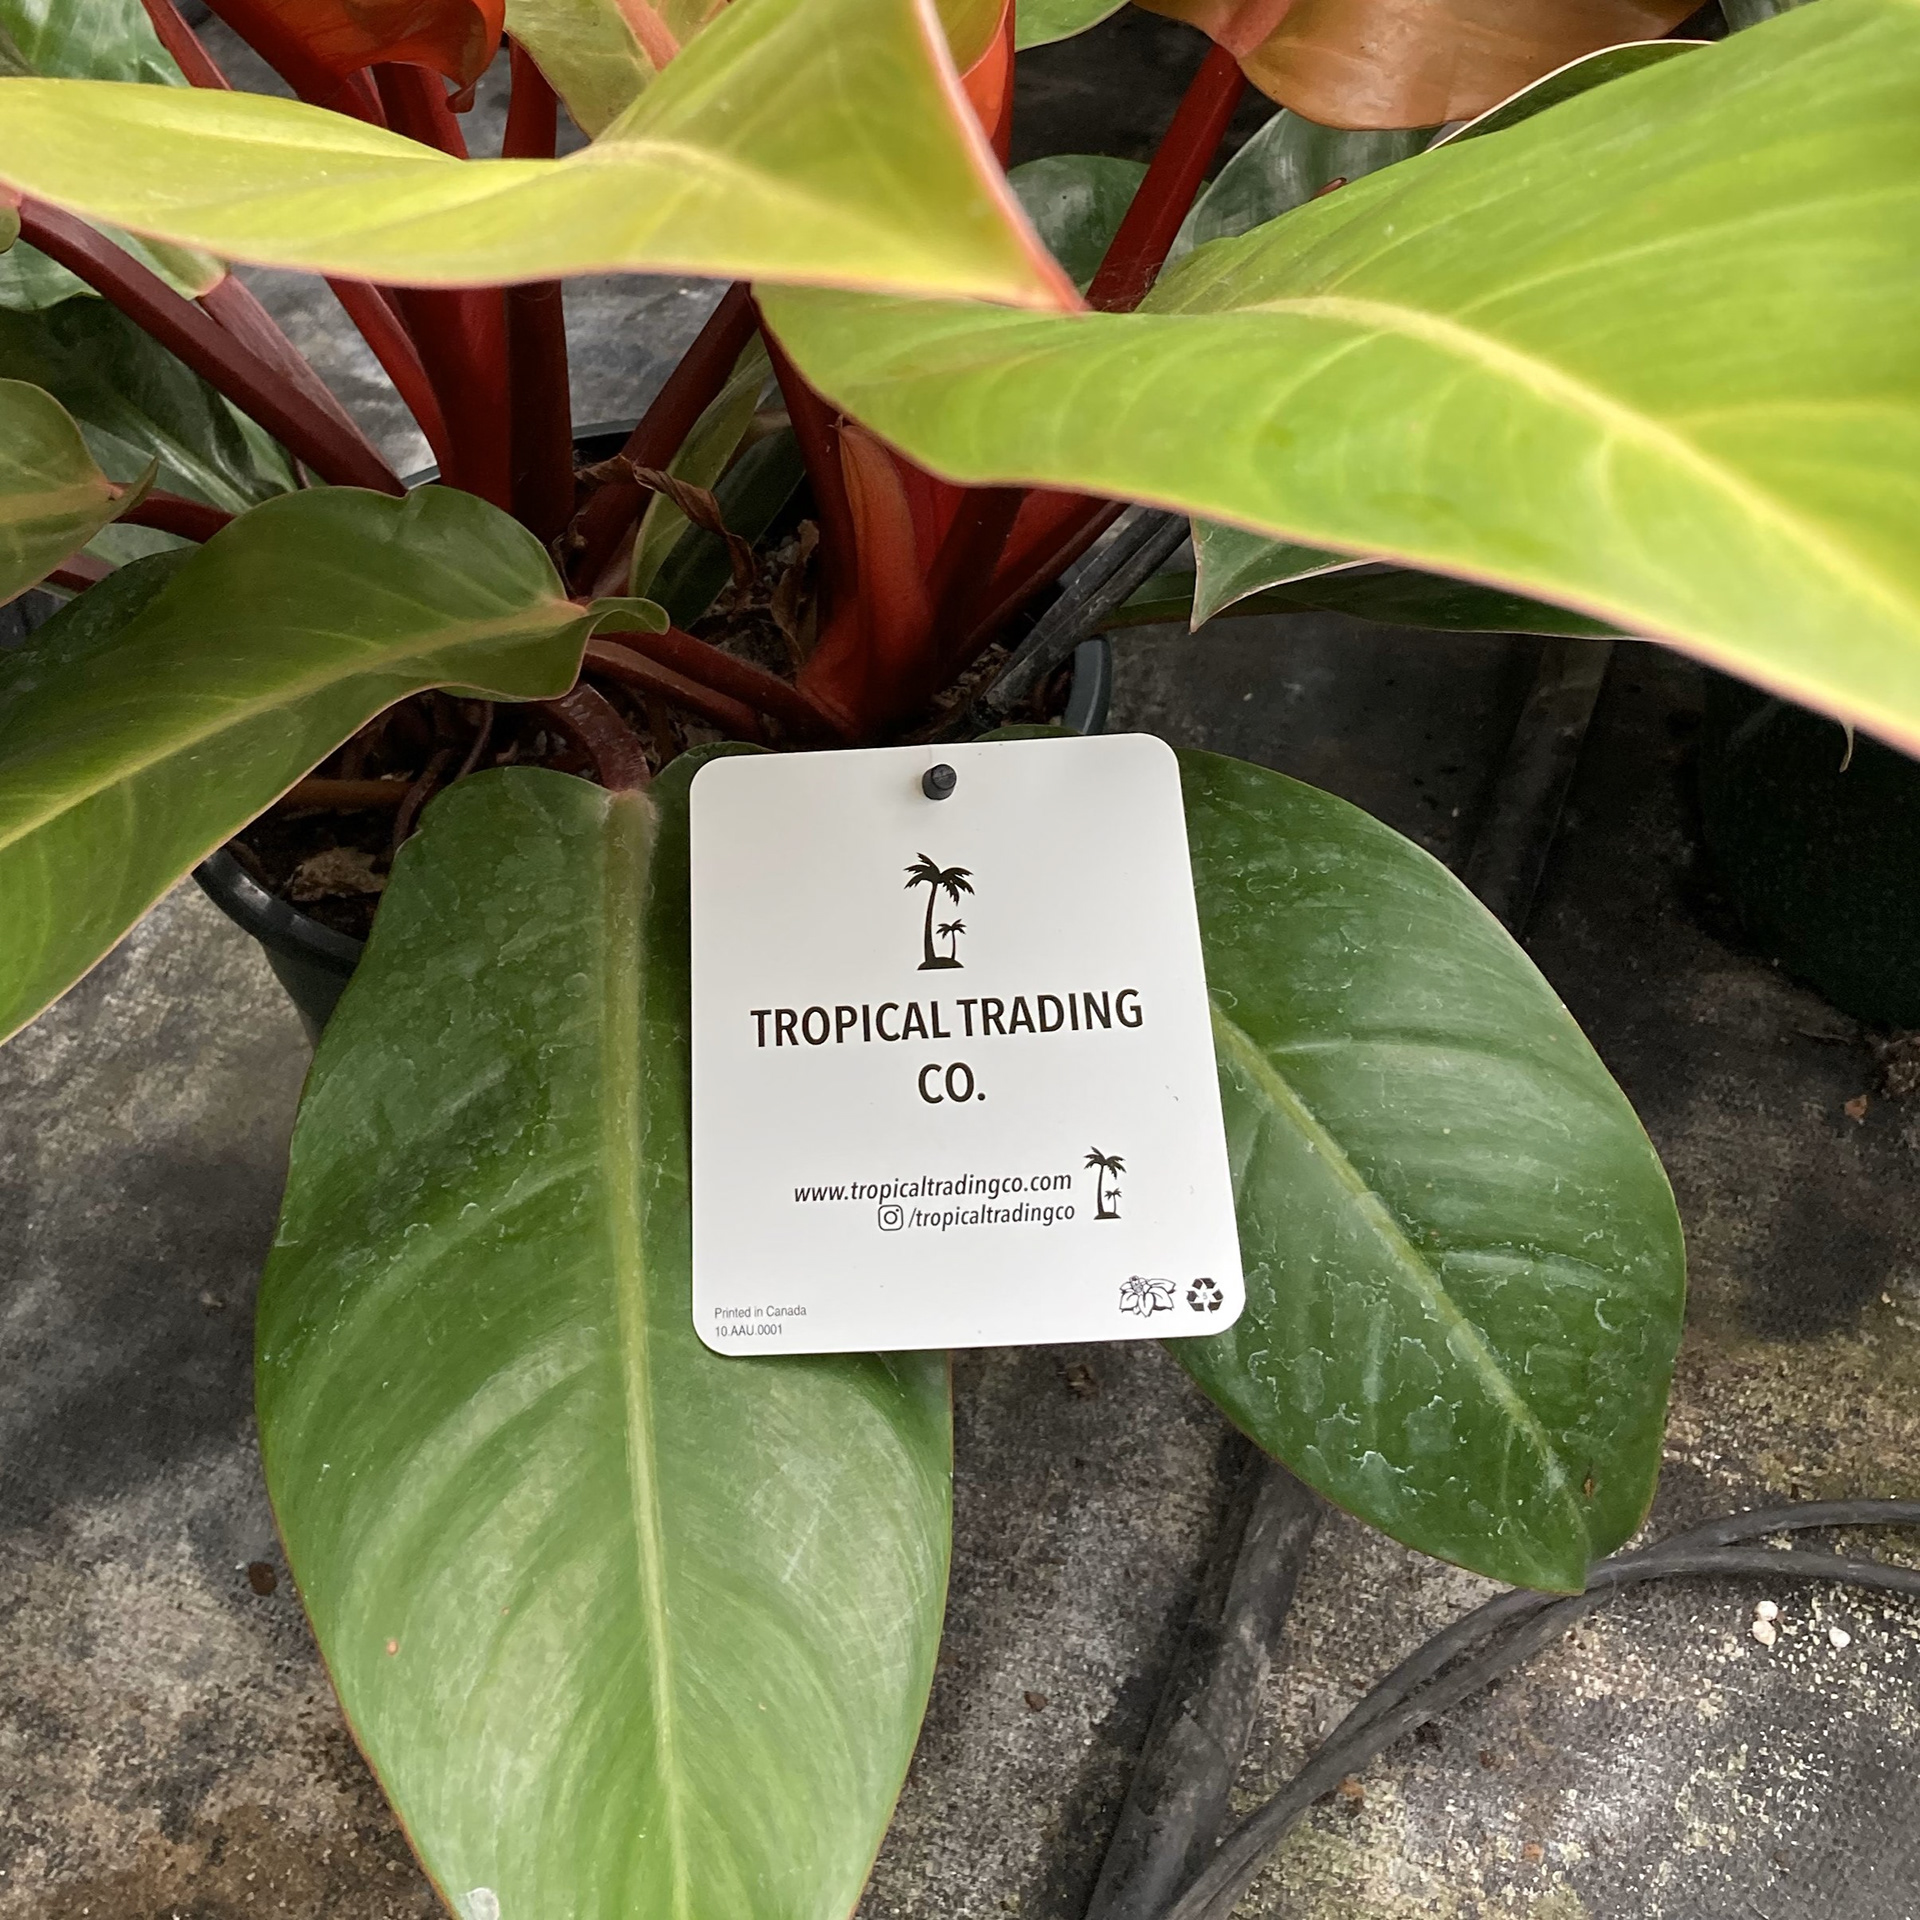 TROPICAL TRADING
CO.
www.tropicaltradingco.com
/tropicaltradingco
Printed in Canada
10.AAU.0001